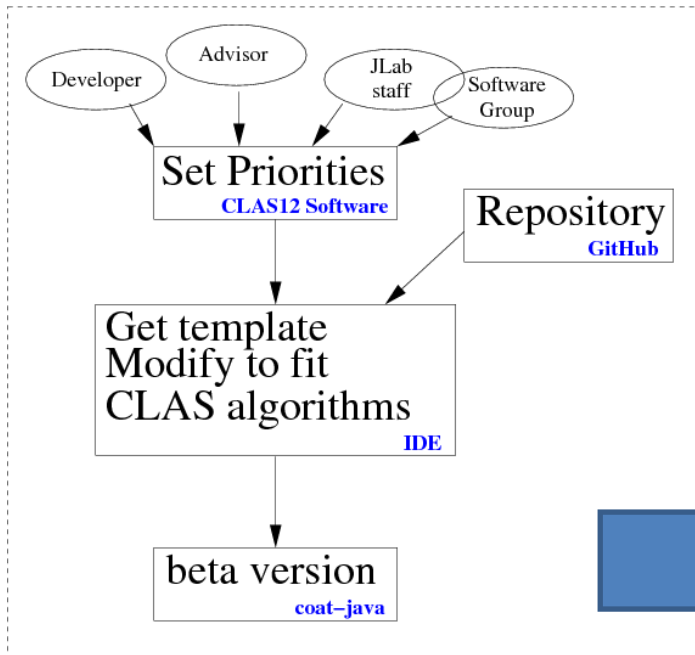 Advisor
Developer
JLab
staff
Software
Group
Set Priorities
CLAS12 Software
Repository
GitHub
Get template
Modify to fit
CLAS algorithms
IDE
beta version
coat-java